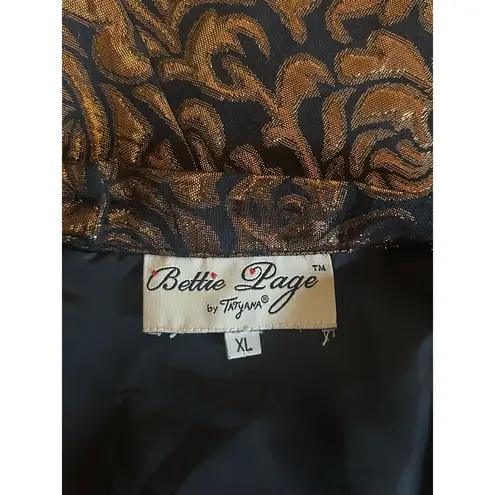 Bettie Page™
by TATYANA®
XL